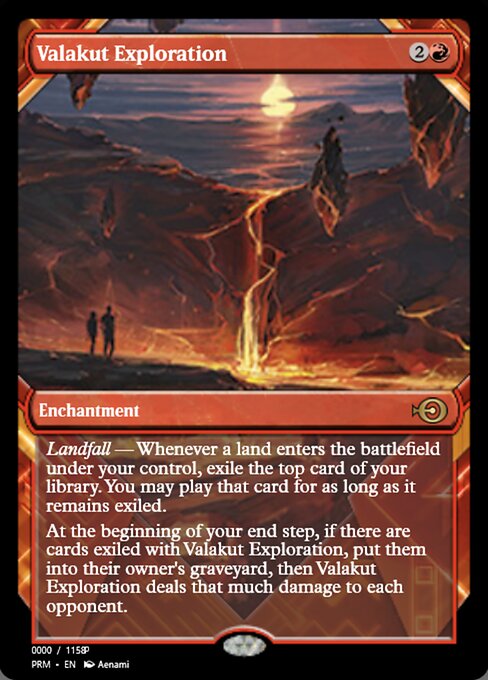 Valakut Exploration 2
Enchantment
Landfall — Whenever a land enters the battlefield
under your control, exile the top card of your
library. You may play that card for as long as it
remains exiled.
At the beginning of your end step, if there are
cards exiled with Valakut Exploration, put them
into their owner's graveyard, then Valakut
Exploration deals that much damage to each
opponent.
0000 / 1158P
PRM • EN Aenami